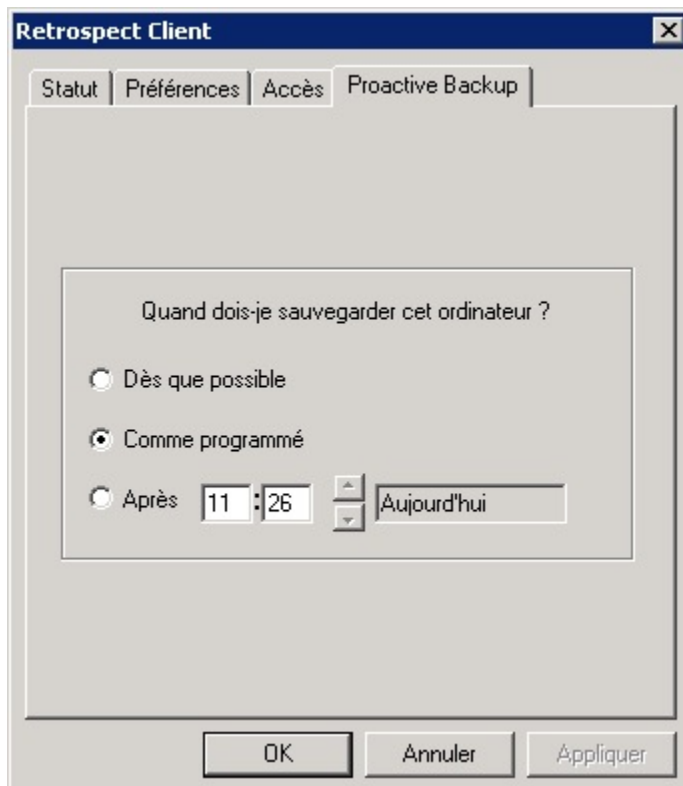 Retrospect Client
Statut Préférences Accès Proactive Backup
Quand dois-je sauvegarder cet ordinateur ?
Dès que possible
Comme programmé
Après 11 : 26 Aujourd'hui
OK Annuler Appliquer